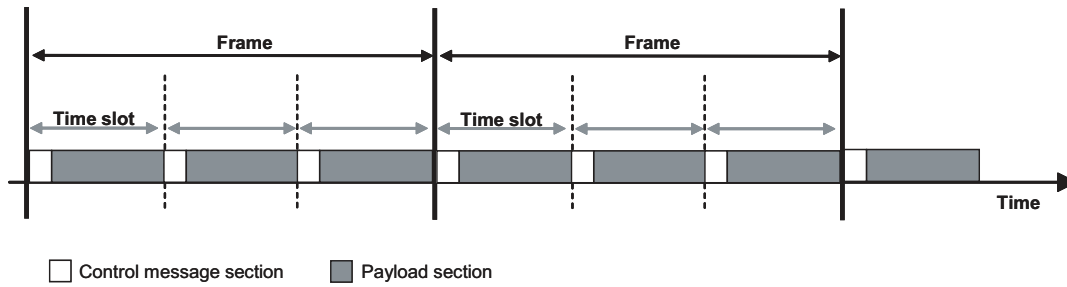 Frame
Frame
Time slot
Time slot
Time
Control message section
Payload section